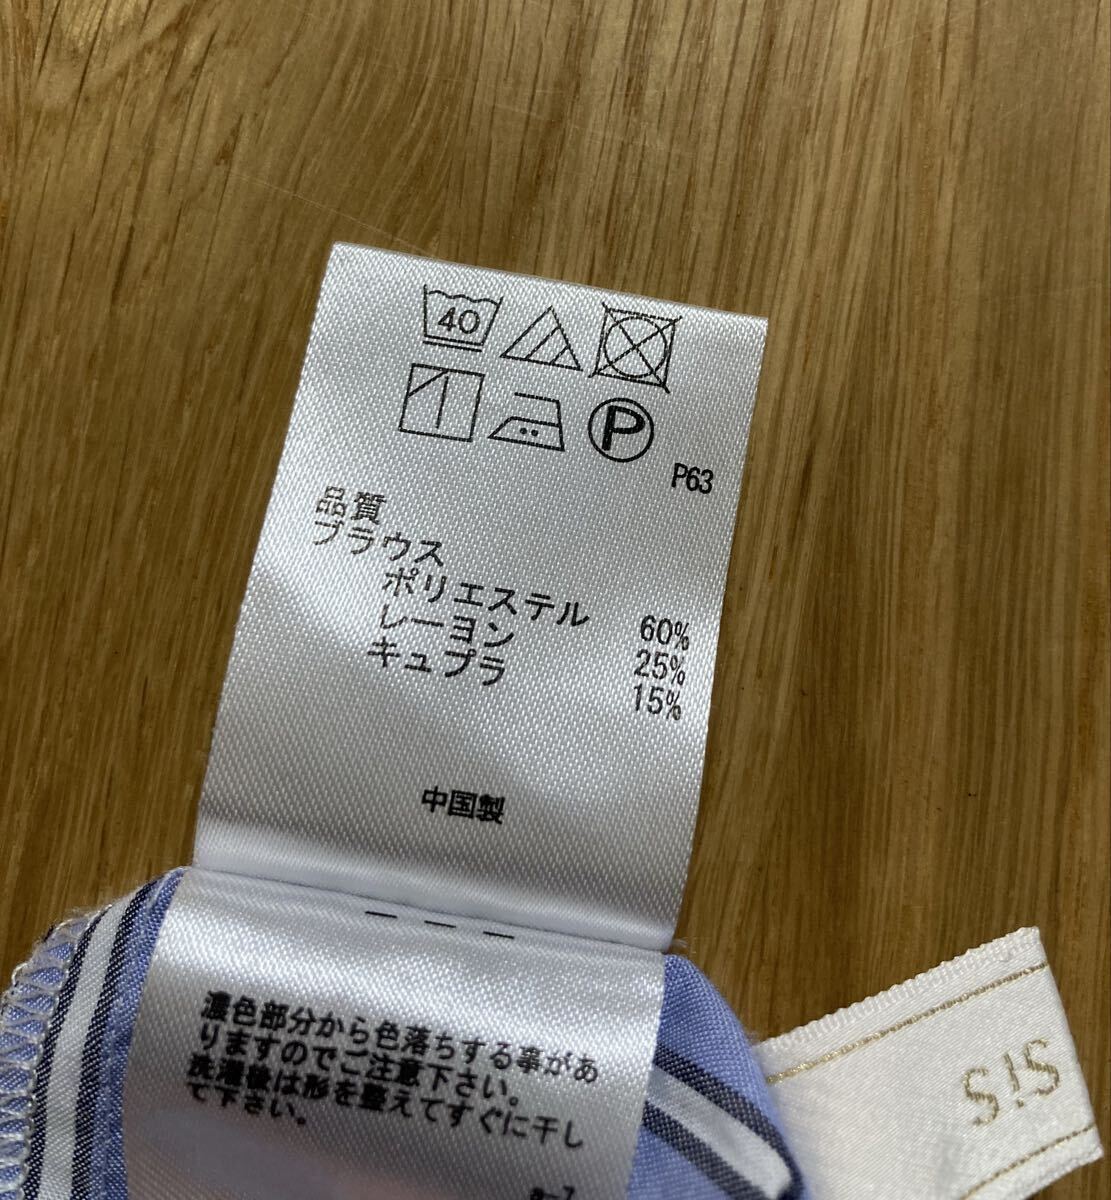 40
P
P63
品質
ブラウス
ポリエステル 60%
レーヨン 25%
キュプラ 15%
中国製
濃色部分から色落ちする事があ
りますのでご注意下さい。
洗濯後は形を整えてすぐに干し
て下さい。
a-7
S!S